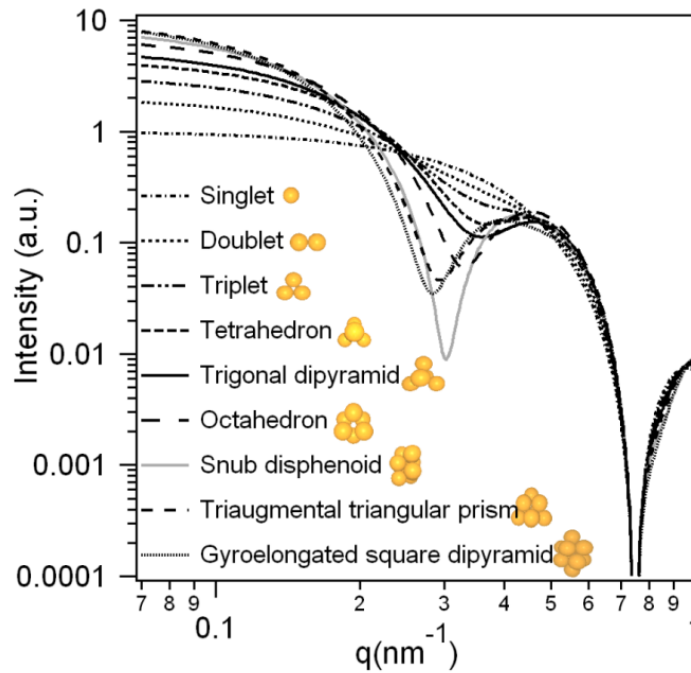 10
1
0.1
0.01
0.001
0.0001
Intensity (a.u.)
Singlet
Doublet
Triplet
Tetrahedron
Trigonal dipyramid
Octahedron
Snub disphenoid
Triaugmental triangular prism
Gyroelongated square dipyramid
7 8 9 2 3 4 5 6 7 8 9
0.1
q(nm-1)